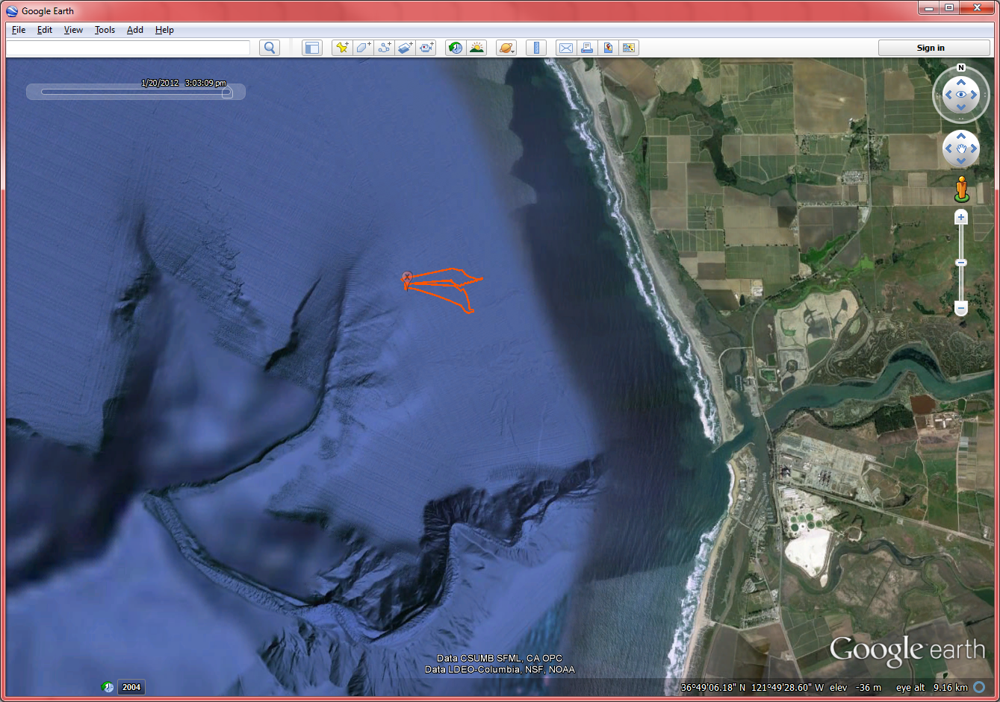 Google Earth
File Edit View Tools Add Help
Sign in
1/20/2012 3:03:09 pm
N
Data CSUMB SFML, CA OPC
Data LDEO-Columbia, NSF, NOAA
Google earth
2004
36°49'06.18" N 121°49'28.60" W elev -36 m eye alt 9.16 km